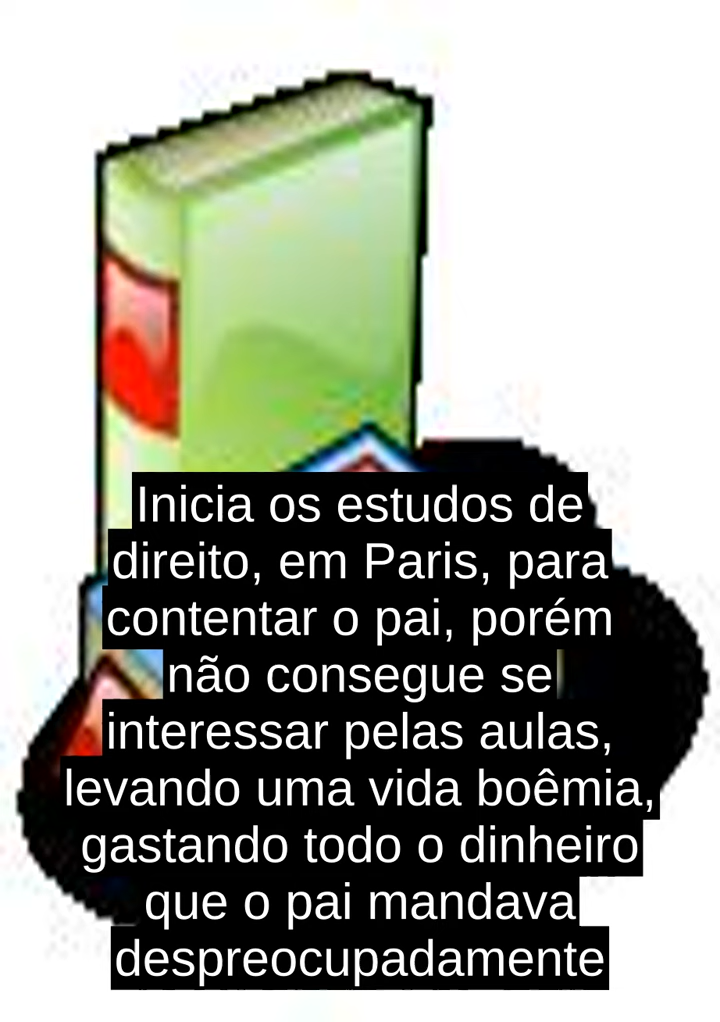 Inicia os estudos de
direito, em Paris, para
contentar o pai, porém
não consegue se
interessar pelas aulas,
levando uma vida boêmia,
gastando todo o dinheiro
que o pai mandava
despreocupadamente